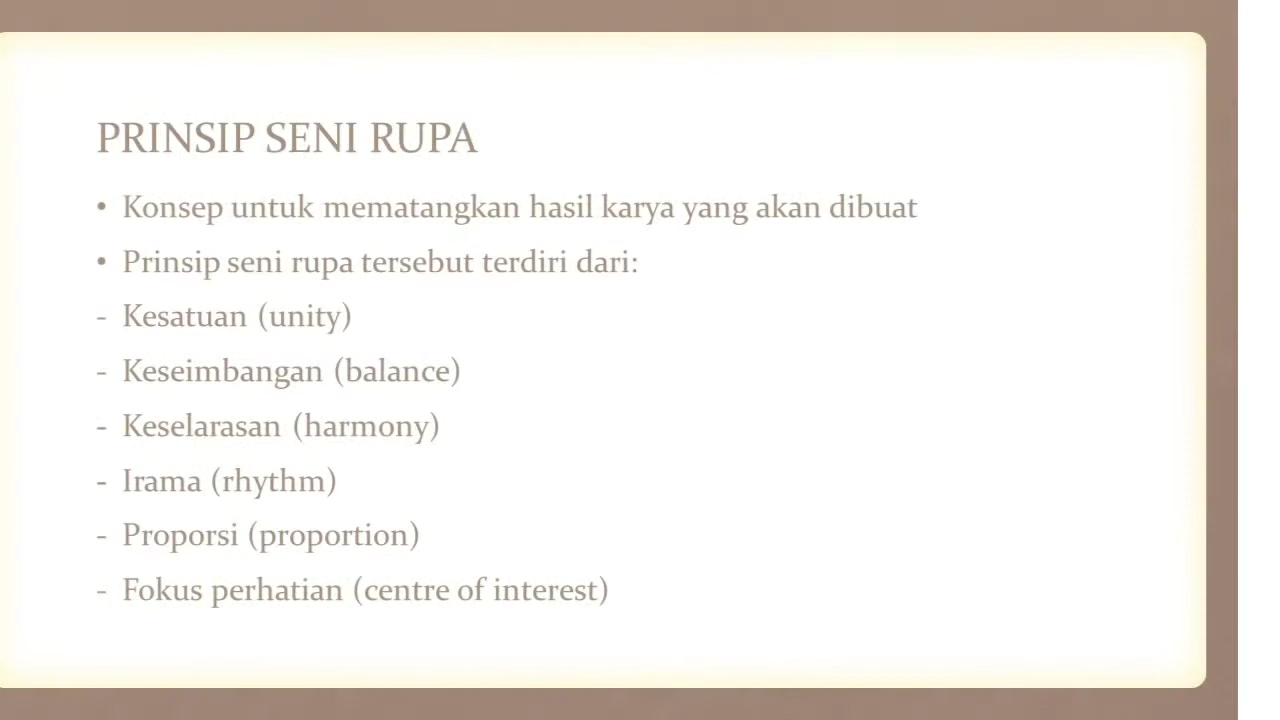 PRINSIP SENI RUPA
• Konsep untuk mematangkan hasil karya yang akan dibuat
• Prinsip seni rupa tersebut terdiri dari:
- Kesatuan (unity)
- Keseimbangan (balance)
- Keselarasan (harmony)
- Irama (rhythm)
- Proporsi (proportion)
- Fokus perhatian (centre of interest)